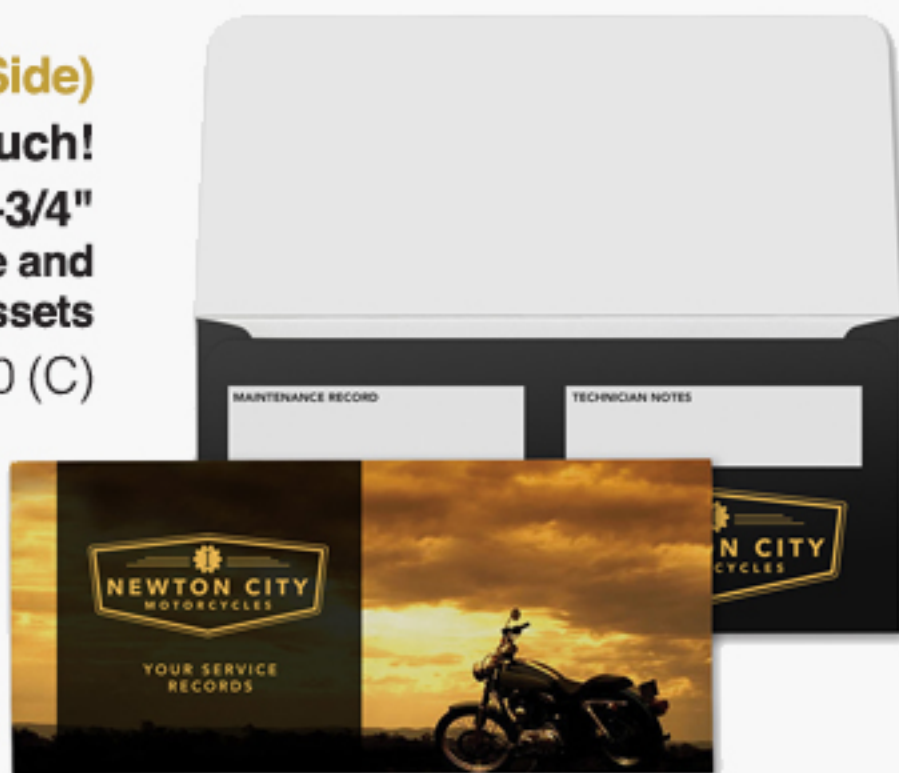 Side)
uch!
-3/4"
e and
ssets
0 (C)
MAINTENANCE RECORD
TECHNICIAN NOTES
N CITY
CYCLES
NEWTON CITY
MOTORCYCLES
YOUR SERVICE
RECORDS